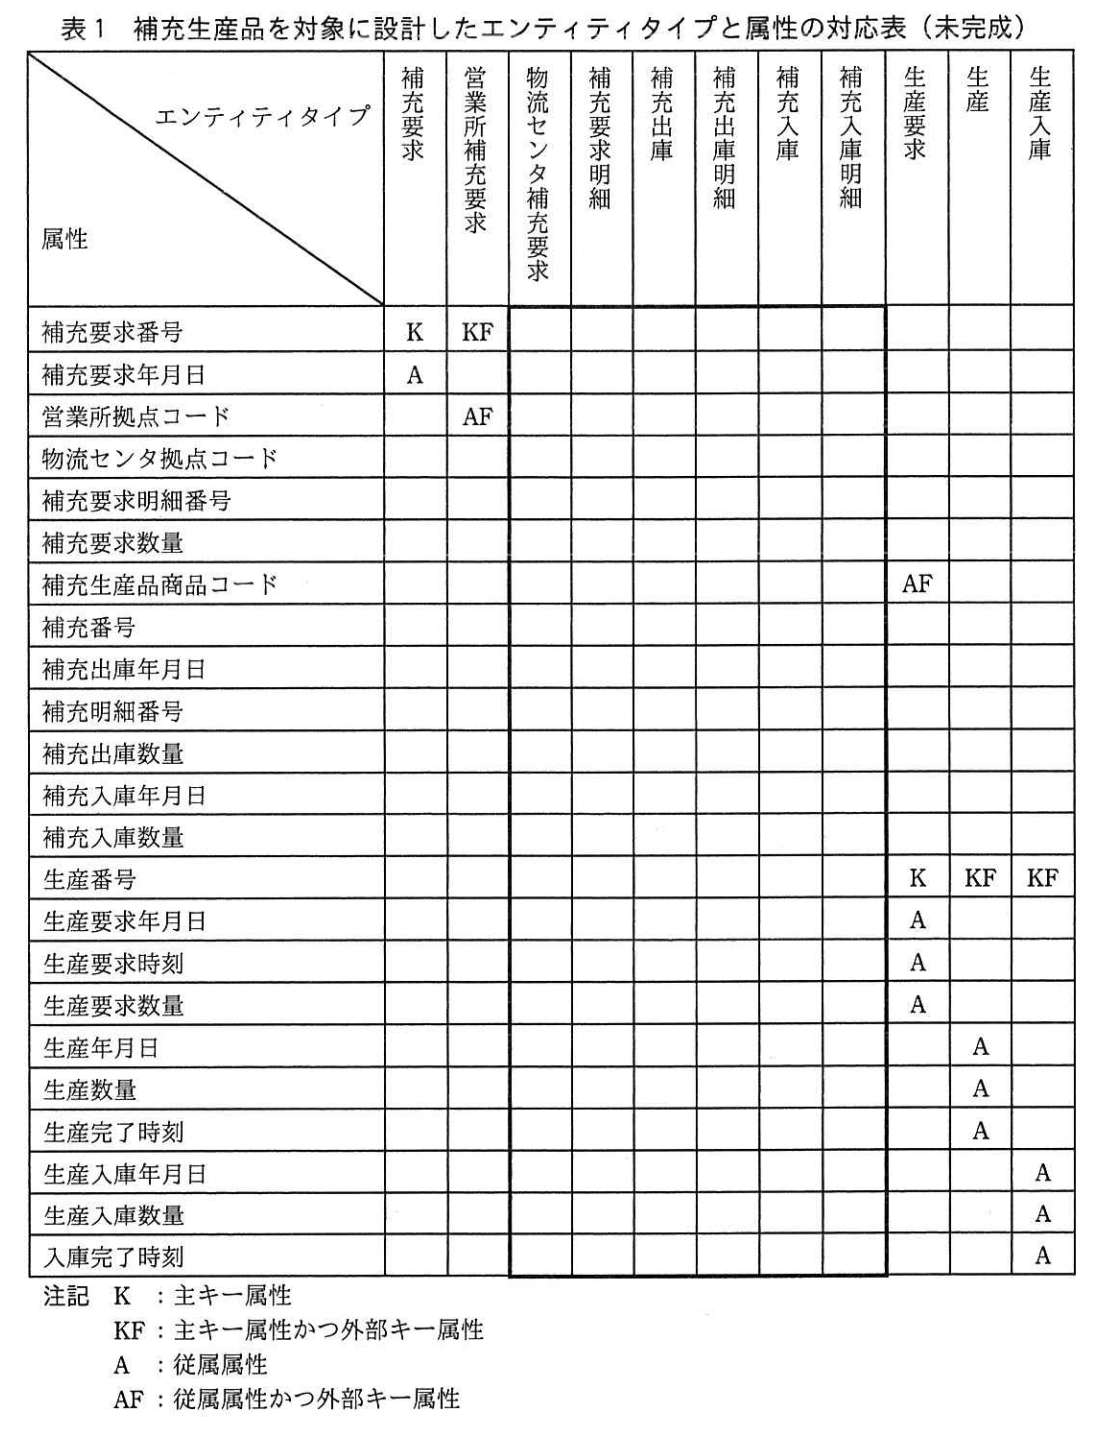 表1 補充生産品を対象に設計したエンティティタイプと属性の対応表（未完成）
エンティティタイプ
属性
補充要求
営業所補充要求
物流センタ補充要求
補充要求明細
補充出庫
補充出庫明細
補充入庫
補充入庫明細
生産要求
生産
生産入庫
補充要求番号 K KF
補充要求年月日 A
営業所拠点コード AF
物流センタ拠点コード
補充要求明細番号
補充要求数量
補充生産品商品コード AF
補充番号
補充出庫年月日
補充明細番号
補充出庫数量
補充入庫年月日
補充入庫数量
生産番号 K KF KF
生産要求年月日 A
生産要求時刻 A
生産要求数量 A
生産年月日 A
生産数量 A
生産完了時刻 A
生産入庫年月日 A
生産入庫数量 A
入庫完了時刻 A
注記 K ：主キー属性
KF：主キー属性かつ外部キー属性
A ：従属属性
AF：従属属性かつ外部キー属性